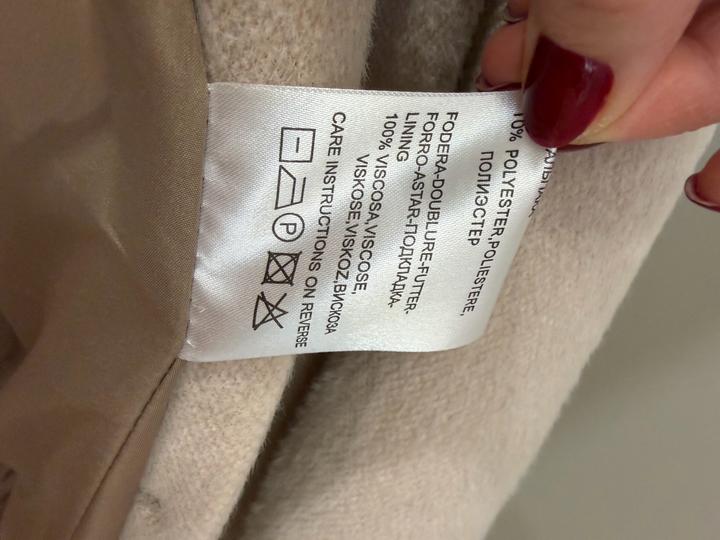 10% POLYESTER,POLIESTERE,
ПОЛИЭСТЕР
FODERA-DOUBLURE-FUTTER-
FORRO-ASTAR-ПОДКЛАДКА-
LINING
100% VISCOSA,VISCOSE,
VISKOSE,VISKOZ,ВИСКОЗА
CARE INSTRUCTIONS ON REVERSE
P